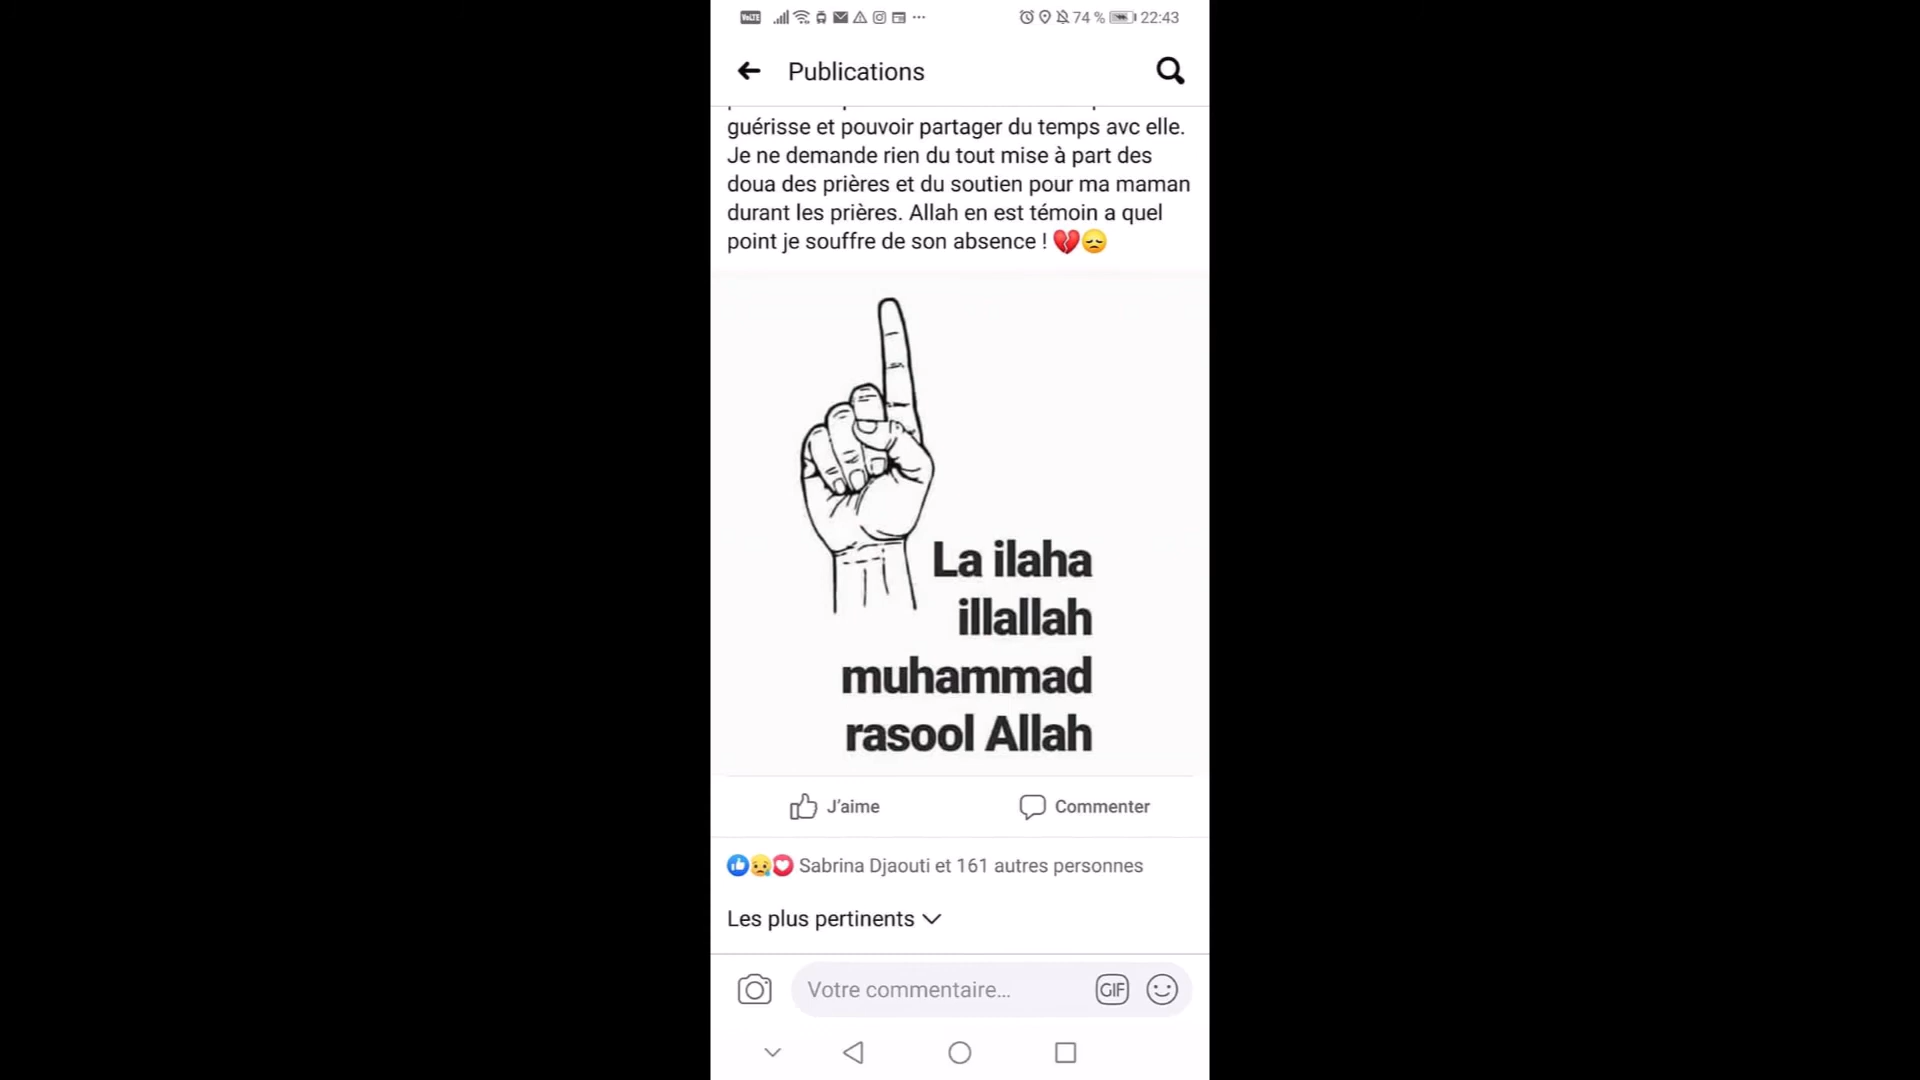 VoLTE 74 % 22:43
Publications
guérisse et pouvoir partager du temps avc elle.
Je ne demande rien du tout mise à part des
doua des prières et du soutien pour ma maman
durant les prières. Allah en est témoin a quel
point je souffre de son absence ! 💔😞
La ilaha
illallah
muhammad
rasool Allah
J'aime Commenter
Sabrina Djaouti et 161 autres personnes
Les plus pertinents
Votre commentaire... GIF